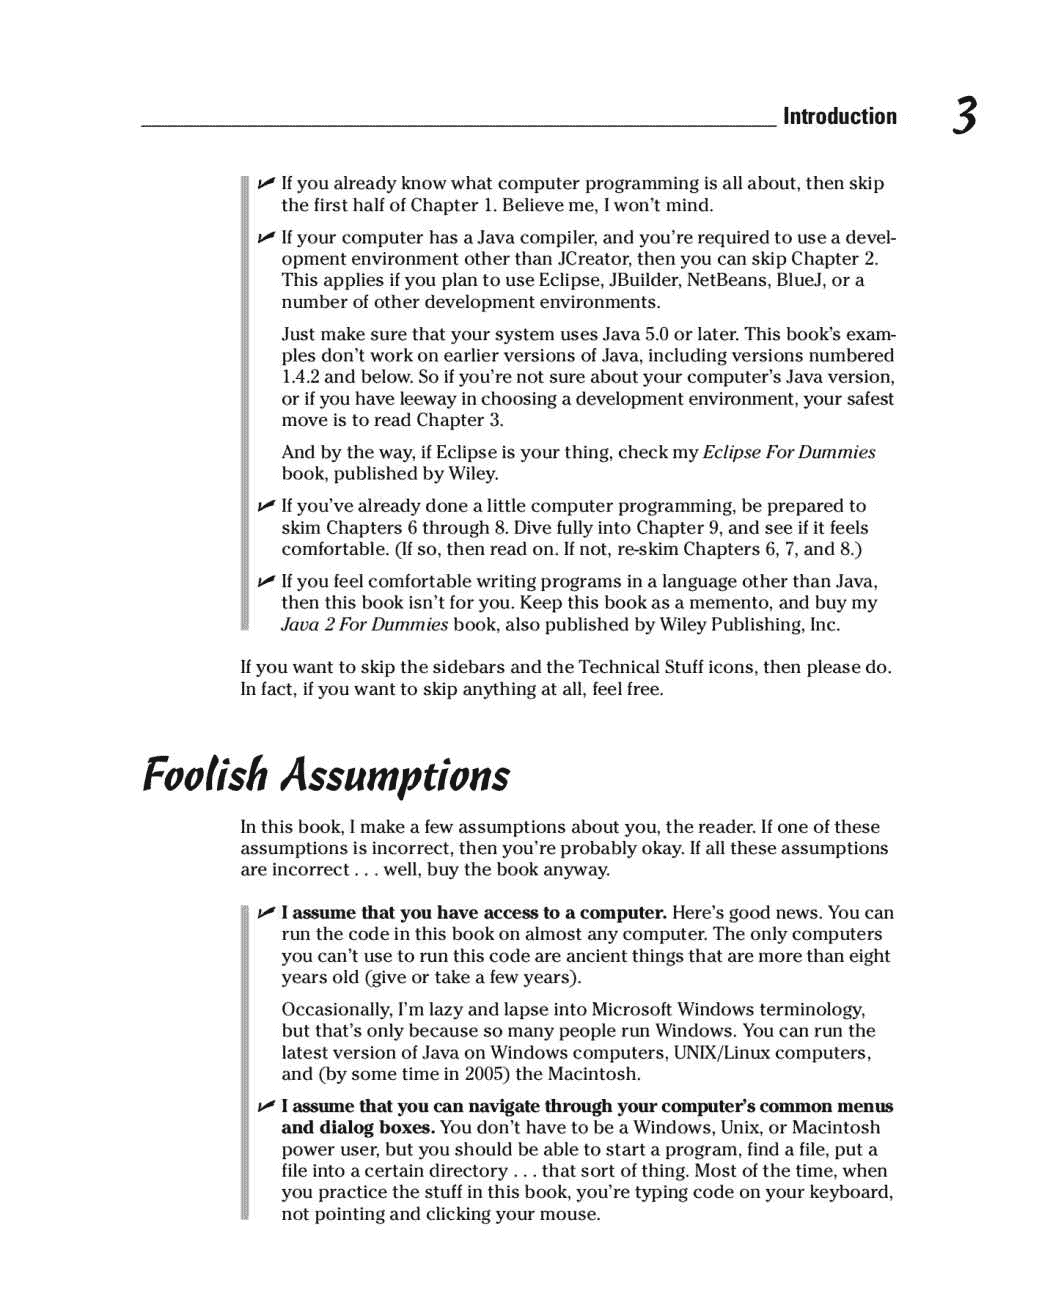 Introduction 3
✓ If you already know what computer programming is all about, then skip
the first half of Chapter 1. Believe me, I won't mind.
✓ If your computer has a Java compiler, and you're required to use a devel-
opment environment other than JCreator, then you can skip Chapter 2.
This applies if you plan to use Eclipse, JBuilder, NetBeans, BlueJ, or a
number of other development environments.
Just make sure that your system uses Java 5.0 or later. This book's exam-
ples don't work on earlier versions of Java, including versions numbered
1.4.2 and below. So if you're not sure about your computer's Java version,
or if you have leeway in choosing a development environment, your safest
move is to read Chapter 3.
And by the way, if Eclipse is your thing, check my Eclipse For Dummies
book, published by Wiley.
✓ If you've already done a little computer programming, be prepared to
skim Chapters 6 through 8. Dive fully into Chapter 9, and see if it feels
comfortable. (If so, then read on. If not, re-skim Chapters 6, 7, and 8.)
✓ If you feel comfortable writing programs in a language other than Java,
then this book isn't for you. Keep this book as a memento, and buy my
Java 2 For Dummies book, also published by Wiley Publishing, Inc.
If you want to skip the sidebars and the Technical Stuff icons, then please do.
In fact, if you want to skip anything at all, feel free.
Foolish Assumptions
In this book, I make a few assumptions about you, the reader. If one of these
assumptions is incorrect, then you're probably okay. If all these assumptions
are incorrect . . . well, buy the book anyway.
✓ I assume that you have access to a computer. Here's good news. You can
run the code in this book on almost any computer. The only computers
you can't use to run this code are ancient things that are more than eight
years old (give or take a few years).
Occasionally, I'm lazy and lapse into Microsoft Windows terminology,
but that's only because so many people run Windows. You can run the
latest version of Java on Windows computers, UNIX/Linux computers,
and (by some time in 2005) the Macintosh.
✓ I assume that you can navigate through your computer's common menus
and dialog boxes. You don't have to be a Windows, Unix, or Macintosh
power user, but you should be able to start a program, find a file, put a
file into a certain directory . . . that sort of thing. Most of the time, when
you practice the stuff in this book, you're typing code on your keyboard,
not pointing and clicking your mouse.